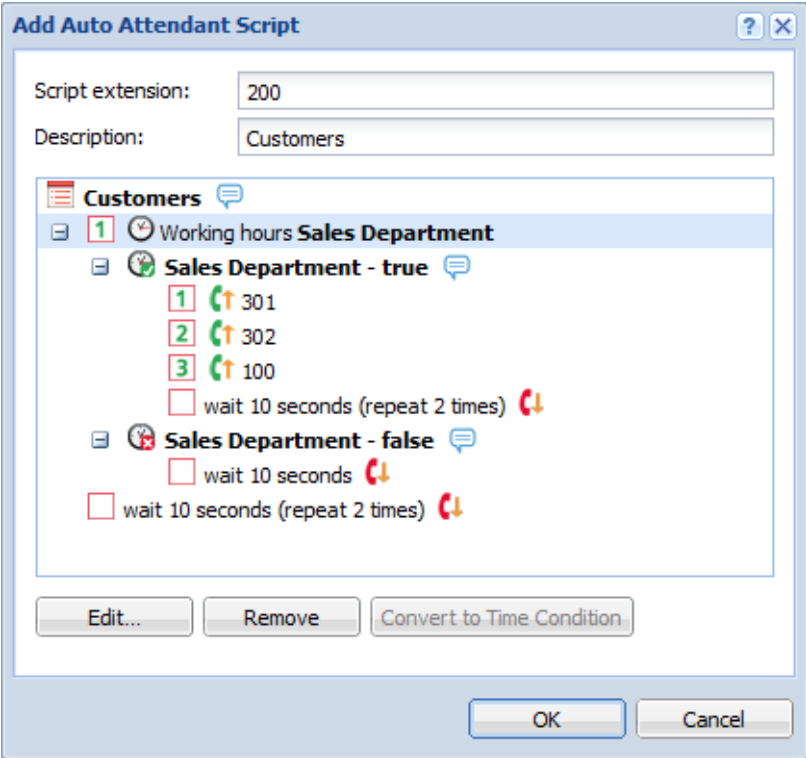 Add Auto Attendant Script ?
Script extension: 200
Description: Customers
Customers
1 Working hours Sales Department
Sales Department - true
1 301
2 302
3 100
wait 10 seconds (repeat 2 times)
Sales Department - false
wait 10 seconds
wait 10 seconds (repeat 2 times)
Edit... Remove Convert to Time Condition
OK Cancel